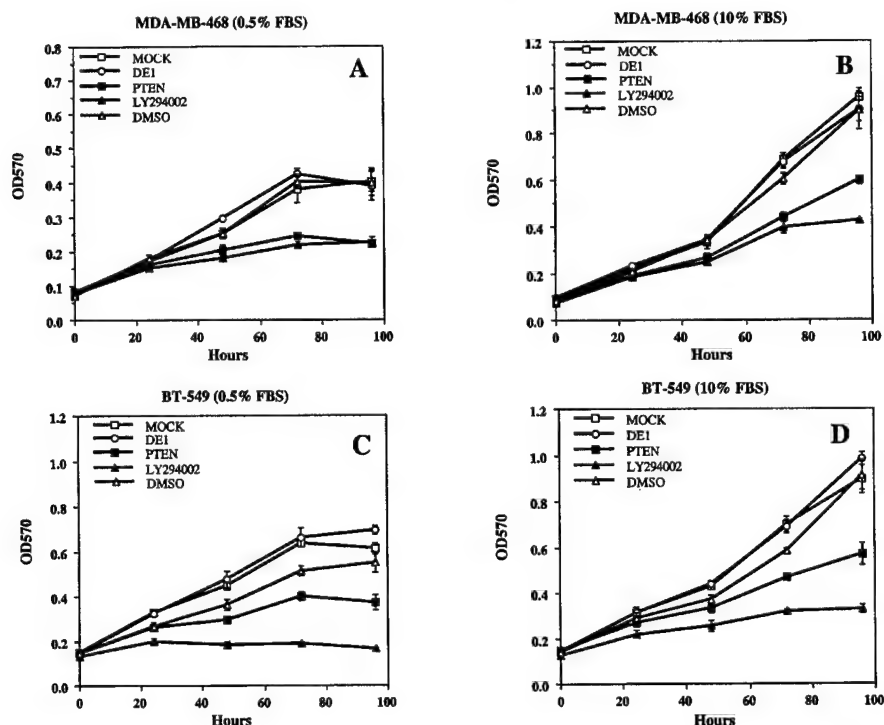 MDA-MB-468 (0.5% FBS)
A
MOCK
DE1
PTEN
LY294002
DMSO
OD570
0.8
0.7
0.6
0.5
0.4
0.3
0.2
0.1
0.0
0 20 40 60 80 100
Hours
MDA-MB-468 (10% FBS)
B
MOCK
DE1
PTEN
LY294002
DMSO
OD570
1.2
1.0
0.8
0.6
0.4
0.2
0.0
0 20 40 60 80 100
Hours
BT-549 (0.5% FBS)
C
MOCK
DE1
PTEN
LY294002
DMSO
OD570
1.2
1.0
0.8
0.6
0.4
0.2
0.0
0 20 40 60 80 100
Hours
BT-549 (10% FBS)
D
MOCK
DE1
PTEN
LY294002
DMSO
OD570
1.2
1.0
0.8
0.6
0.4
0.2
0.0
0 20 40 60 80 100
Hours